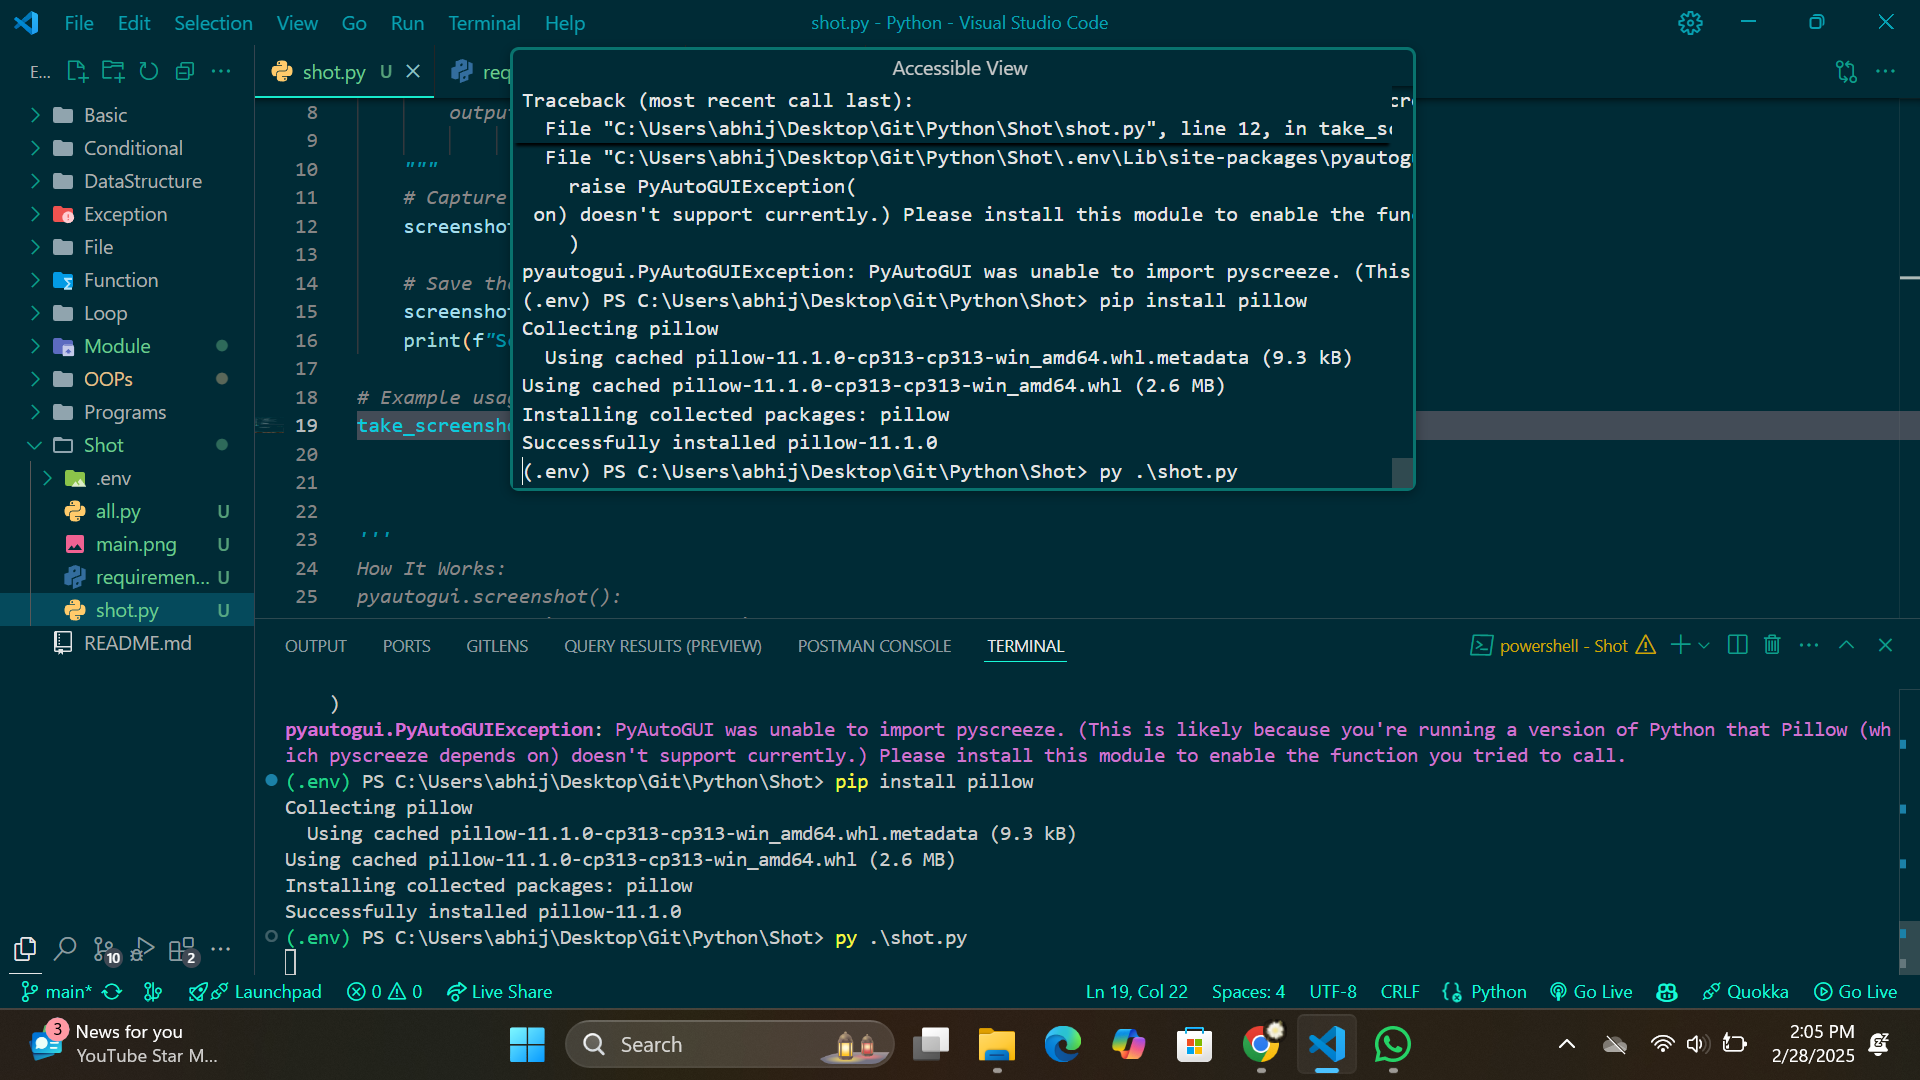 File Edit Selection View Go Run Terminal Help
shot.py - Python - Visual Studio Code
E...
Basic
Conditional
DataStructure
Exception
File
Function
Loop
Module
OOPs
Programs
Shot
.env
all.py U
main.png U
requiremen... U
shot.py U
README.md
shot.py U
req
8 outpu
9
10 """
11 # Capture
12 screenshot
13
14 # Save the
15 screenshot
16 print(f"Sc
17
18 # Example usag
19 take_screensho
20
21
22
23 '''
24 How It Works:
25 pyautogui.screenshot():
Accessible View
Traceback (most recent call last):
File "C:\Users\abhij\Desktop\Git\Python\Shot\shot.py", line 12, in take_sc
File "C:\Users\abhij\Desktop\Git\Python\Shot\.env\Lib\site-packages\pyautog
raise PyAutoGUIException(
on) doesn't support currently.) Please install this module to enable the fun
)
pyautogui.PyAutoGUIException: PyAutoGUI was unable to import pyscreeze. (This
(.env) PS C:\Users\abhij\Desktop\Git\Python\Shot> pip install pillow
Collecting pillow
Using cached pillow-11.1.0-cp313-cp313-win_amd64.whl.metadata (9.3 kB)
Using cached pillow-11.1.0-cp313-cp313-win_amd64.whl (2.6 MB)
Installing collected packages: pillow
Successfully installed pillow-11.1.0
(.env) PS C:\Users\abhij\Desktop\Git\Python\Shot> py .\shot.py
OUTPUT PORTS GITLENS QUERY RESULTS (PREVIEW) POSTMAN CONSOLE TERMINAL
powershell - Shot
)
pyautogui.PyAutoGUIException: PyAutoGUI was unable to import pyscreeze. (This is likely because you're running a version of Python that Pillow (wh
ich pyscreeze depends on) doesn't support currently.) Please install this module to enable the function you tried to call.
(.env) PS C:\Users\abhij\Desktop\Git\Python\Shot> pip install pillow
Collecting pillow
Using cached pillow-11.1.0-cp313-cp313-win_amd64.whl.metadata (9.3 kB)
Using cached pillow-11.1.0-cp313-cp313-win_amd64.whl (2.6 MB)
Installing collected packages: pillow
Successfully installed pillow-11.1.0
(.env) PS C:\Users\abhij\Desktop\Git\Python\Shot> py .\shot.py
10
2
main* Launchpad 0 0 Live Share
Ln 19, Col 22 Spaces: 4 UTF-8 CRLF Python Go Live Quokka Go Live
3
News for you
YouTube Star M...
Search
2:05 PM
2/28/2025